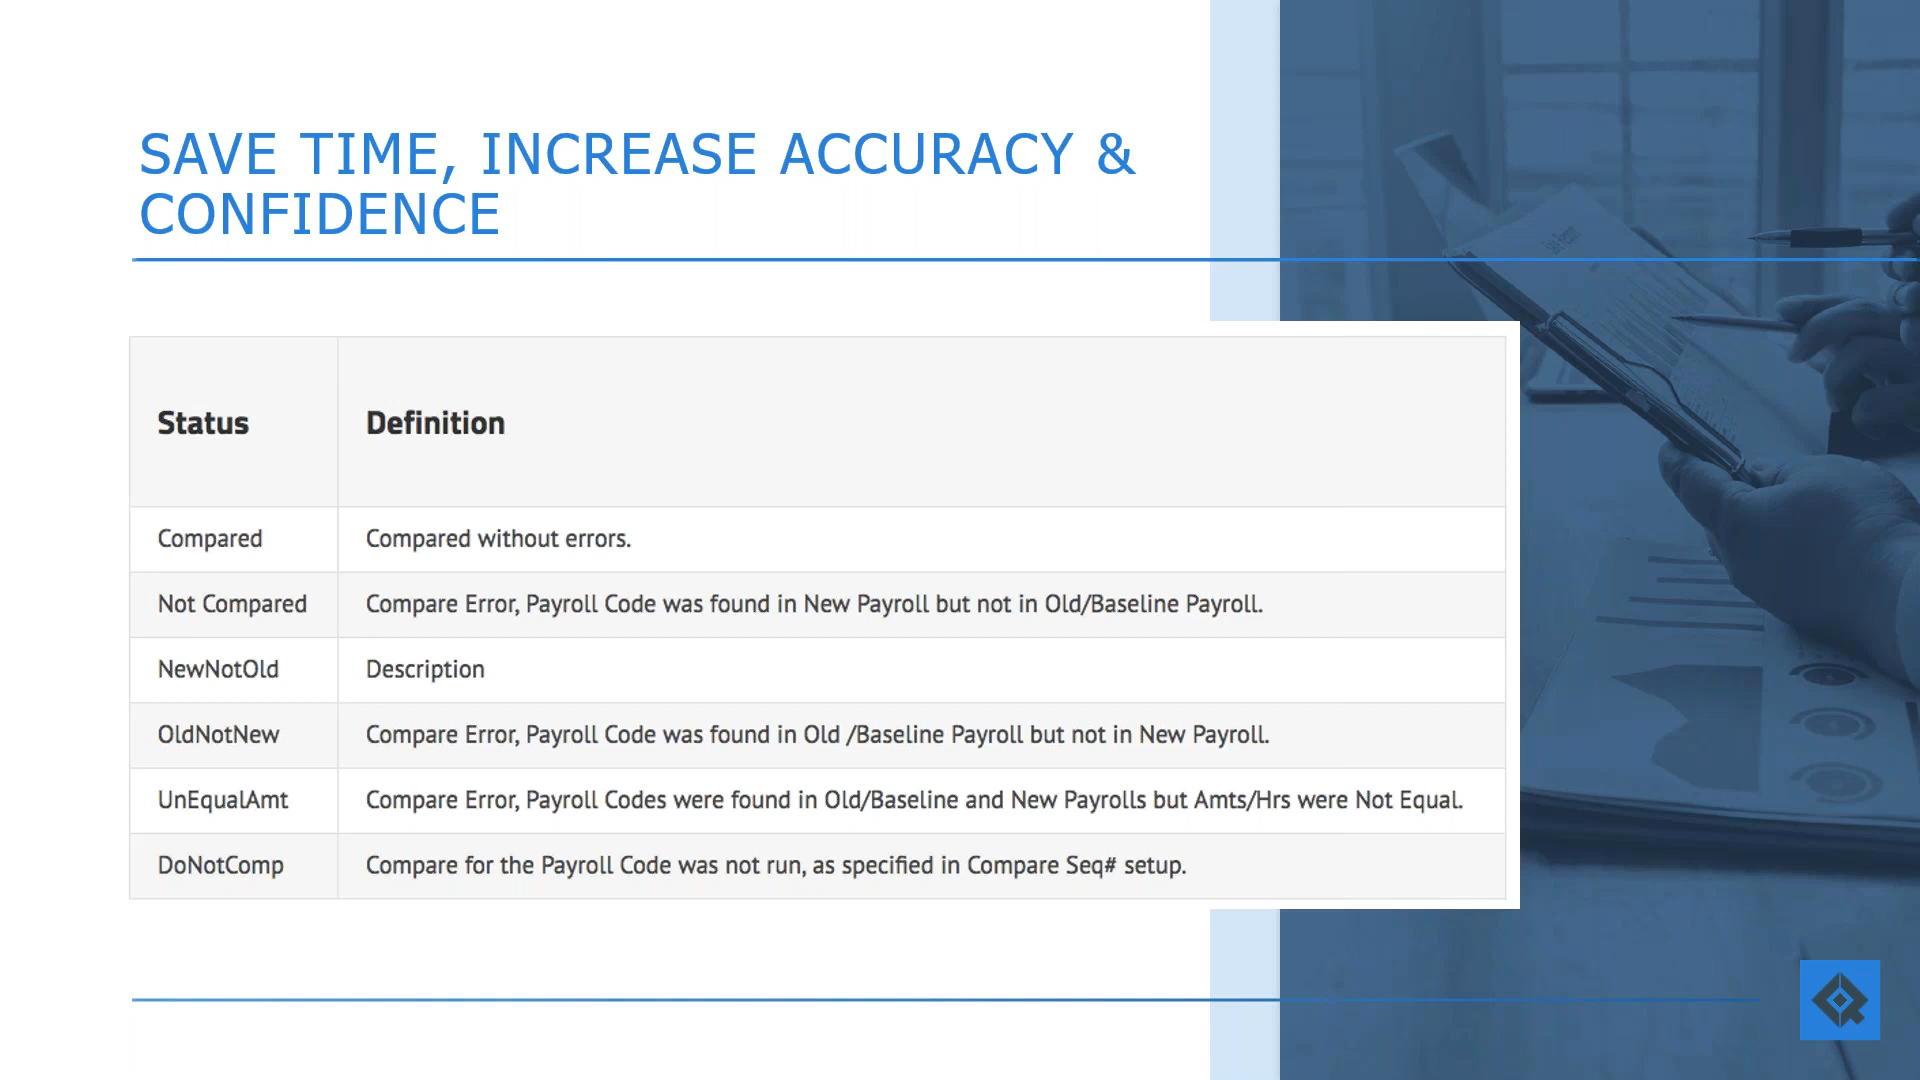 SAVE TIME, INCREASE ACCURACY &
CONFIDENCE
Status Definition
Compared Compared without errors.
Not Compared Compare Error, Payroll Code was found in New Payroll but not in Old/Baseline Payroll.
NewNotOld Description
OldNotNew Compare Error, Payroll Code was found in Old /Baseline Payroll but not in New Payroll.
UnEqualAmt Compare Error, Payroll Codes were found in Old/Baseline and New Payrolls but Amts/Hrs were Not Equal.
DoNotComp Compare for the Payroll Code was not run, as specified in Compare Seq# setup.